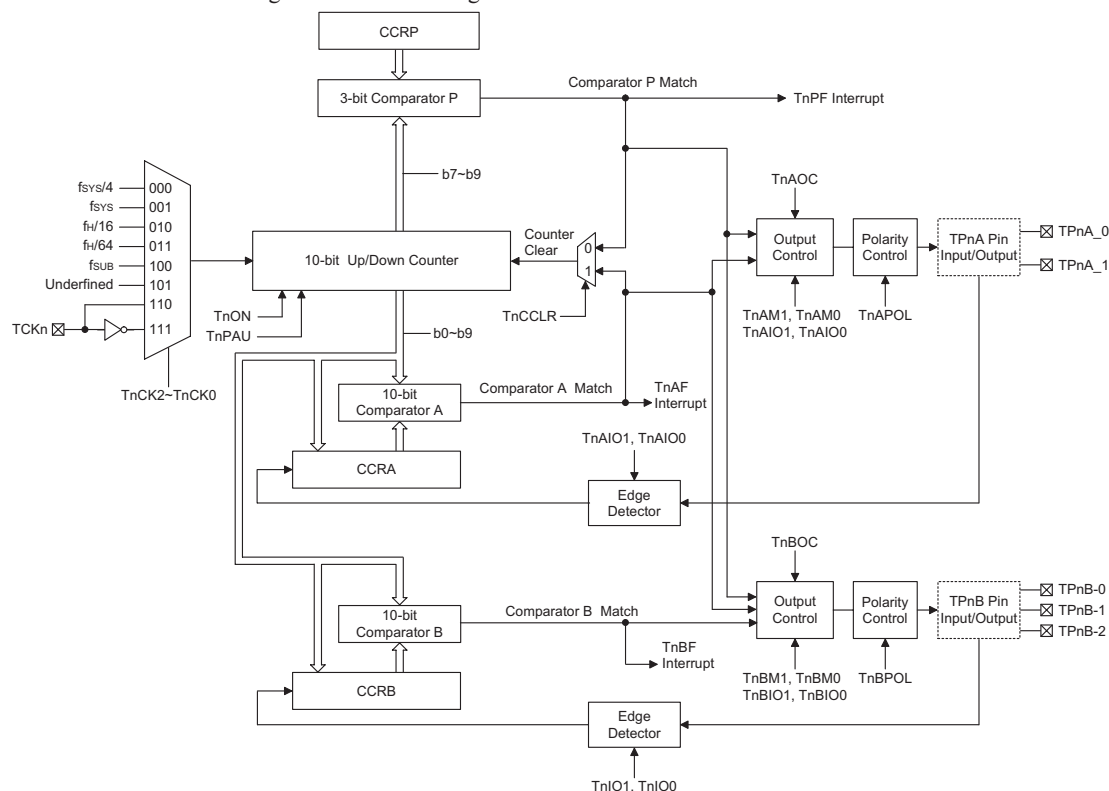 CCRP
3-bit Comparator P
Comparator P Match
TnPF Interrupt
b7~b9
fSYS/4
fSYS
fH/16
fH/64
fSUB
Undefined
TCKn
000
001
010
011
100
101
110
111
TnCK2~TnCK0
10-bit Up/Down Counter
TnON
TnPAU
Counter
Clear
0
1
TnCCLR
b0~b9
TnAOC
Output
Control
Polarity
Control
TPnA Pin
Input/Output
TPnA_0
TPnA_1
TnAM1, TnAM0
TnAIO1, TnAIO0
TnAPOL
10-bit
Comparator A
Comparator A Match
TnAF
Interrupt
CCRA
TnAIO1, TnAIO0
Edge
Detector
TnBOC
Output
Control
Polarity
Control
TPnB Pin
Input/Output
TPnB-0
TPnB-1
TPnB-2
10-bit
Comparator B
Comparator B Match
TnBF
Interrupt
TnBM1, TnBM0
TnBIO1, TnBIO0
TnBPOL
CCRB
Edge
Detector
TnIO1, TnIO0